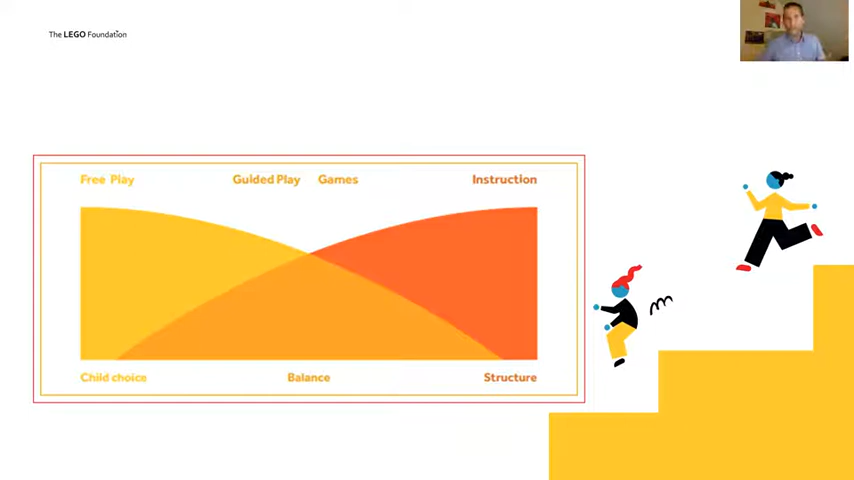 The LEGO Foundation
Free Play Guided Play Games Instruction
Child choice Balance Structure